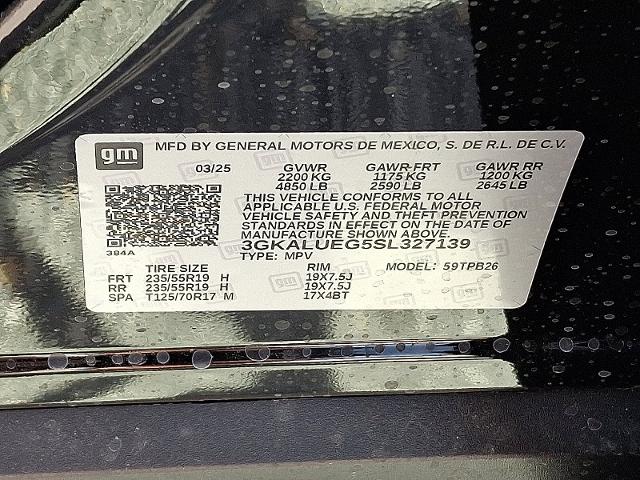 gm MFD BY GENERAL MOTORS DE MEXICO, S. DE R.L. DE C.V.
03/25 GVWR GAWR FRT GAWR RR
2200 KG 1175 KG 1200 KG
4850 LB 2590 LB 2645 LB
THIS VEHICLE CONFORMS TO ALL
APPLICABLE U.S. FEDERAL MOTOR
VEHICLE SAFETY AND THEFT PREVENTION
STANDARDS IN EFFECT ON THE DATE OF
MANUFACTURE SHOWN ABOVE.
3GKALUEG5SL327139
394A TYPE: MPV
TIRE SIZE RIM MODEL: 59TPB26
FRT 235/55R19 H 19X7.5J
RR 235/55R19 H 19X7.5J
SPA T125/70R17 M 17X4BT